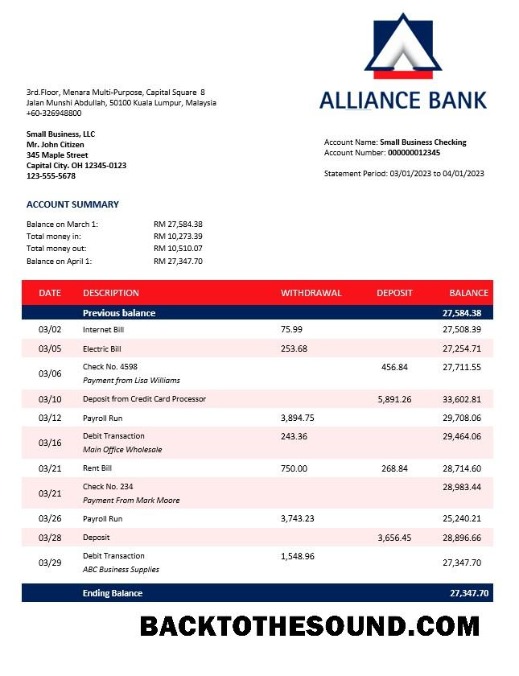 ALLIANCE BANK
3rd.Floor, Menara Multi-Purpose, Capital Square 8
Jalan Munshi Abdullah, 50100 Kuala Lumpur, Malaysia
+60-326948800
Small Business, LLC
Mr. John Citizen
345 Maple Street
Capital City. OH 12345-0123
123-555-5678
Account Name: Small Business Checking
Account Number: 000000012345
Statement Period: 03/01/2023 to 04/01/2023
ACCOUNT SUMMARY
Balance on March 1: RM 27,584.38
Total money in: RM 10,273.39
Total money out: RM 10,510.07
Balance on April 1: RM 27,347.70
DATE DESCRIPTION WITHDRAWAL DEPOSIT BALANCE
Previous balance 27,584.38
03/02 Internet Bill 75.99 27,508.39
03/05 Electric Bill 253.68 27,254.71
03/06 Check No. 4598 456.84 27,711.55
Payment from Lisa Williams
03/10 Deposit from Credit Card Processor 5,891.26 33,602.81
03/12 Payroll Run 3,894.75 29,708.06
03/16 Debit Transaction 243.36 29,464.06
Main Office Wholesale
03/21 Rent Bill 750.00 268.84 28,714.60
03/21 Check No. 234 28,983.44
Payment From Mark Moore
03/26 Payroll Run 3,743.23 25,240.21
03/28 Deposit 3,656.45 28,896.66
03/29 Debit Transaction 1,548.96 27,347.70
ABC Business Supplies
Ending Balance 27,347.70
BACKTOTHESOUND.COM